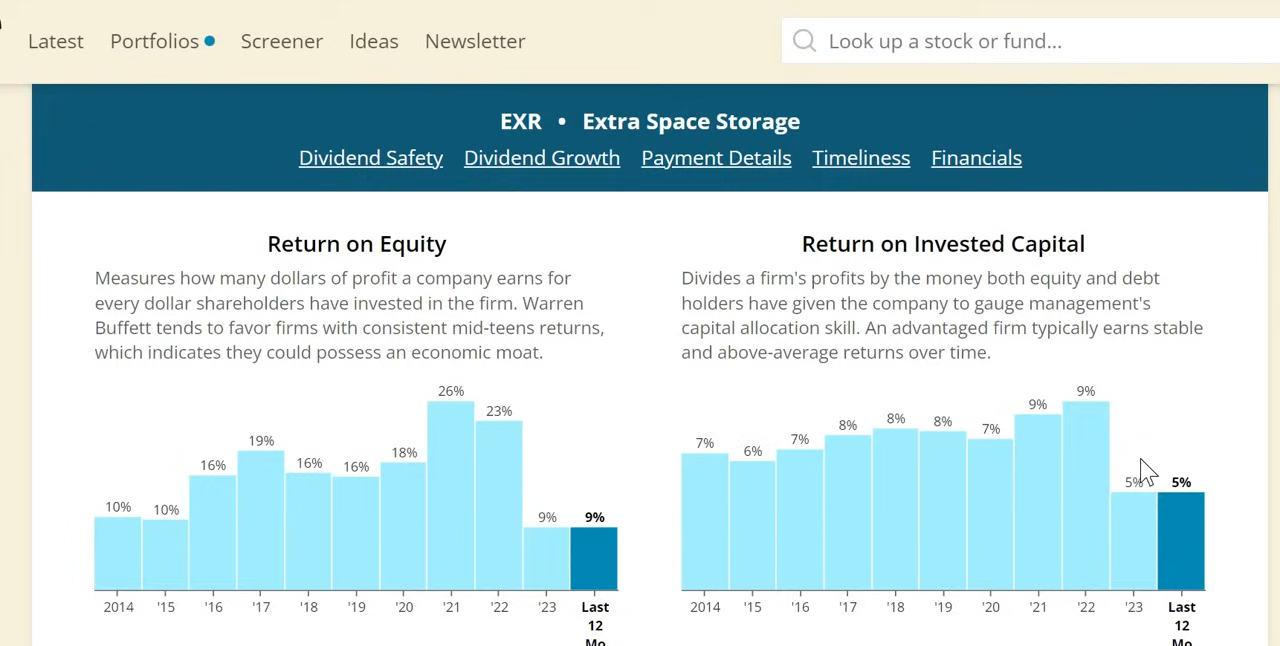 Latest Portfolios Screener Ideas Newsletter Look up a stock or fund...
EXR • Extra Space Storage
Dividend Safety Dividend Growth Payment Details Timeliness Financials
Return on Equity
Measures how many dollars of profit a company earns for
every dollar shareholders have invested in the firm. Warren
Buffett tends to favor firms with consistent mid-teens returns,
which indicates they could possess an economic moat.
10% 10% 16% 19% 16% 16% 18% 26% 23% 9% 9%
2014 '15 '16 '17 '18 '19 '20 '21 '22 '23 Last
12
Mo
Return on Invested Capital
Divides a firm's profits by the money both equity and debt
holders have given the company to gauge management's
capital allocation skill. An advantaged firm typically earns stable
and above-average returns over time.
7% 6% 7% 8% 8% 8% 7% 9% 9% 5% 5%
2014 '15 '16 '17 '18 '19 '20 '21 '22 '23 Last
12
Mo